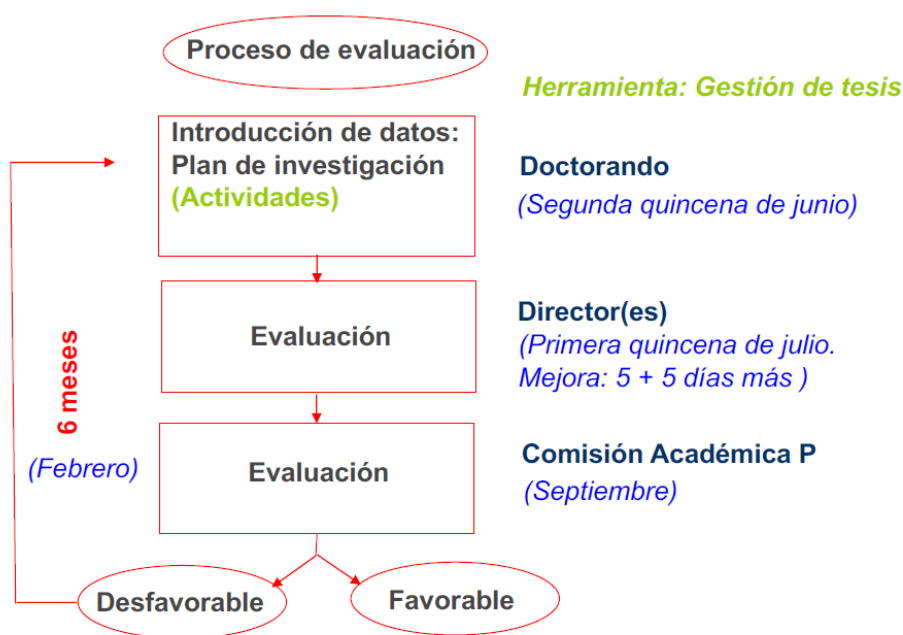 Proceso de evaluación
Herramienta: Gestión de tesis
Introducción de datos:
Plan de investigación
(Actividades)
Doctorando
(Segunda quincena de junio)
Evaluación
Director(es)
(Primera quincena de julio.
Mejora: 5 + 5 días más )
6 meses
(Febrero)
Evaluación
Comisión Académica P
(Septiembre)
Desfavorable
Favorable